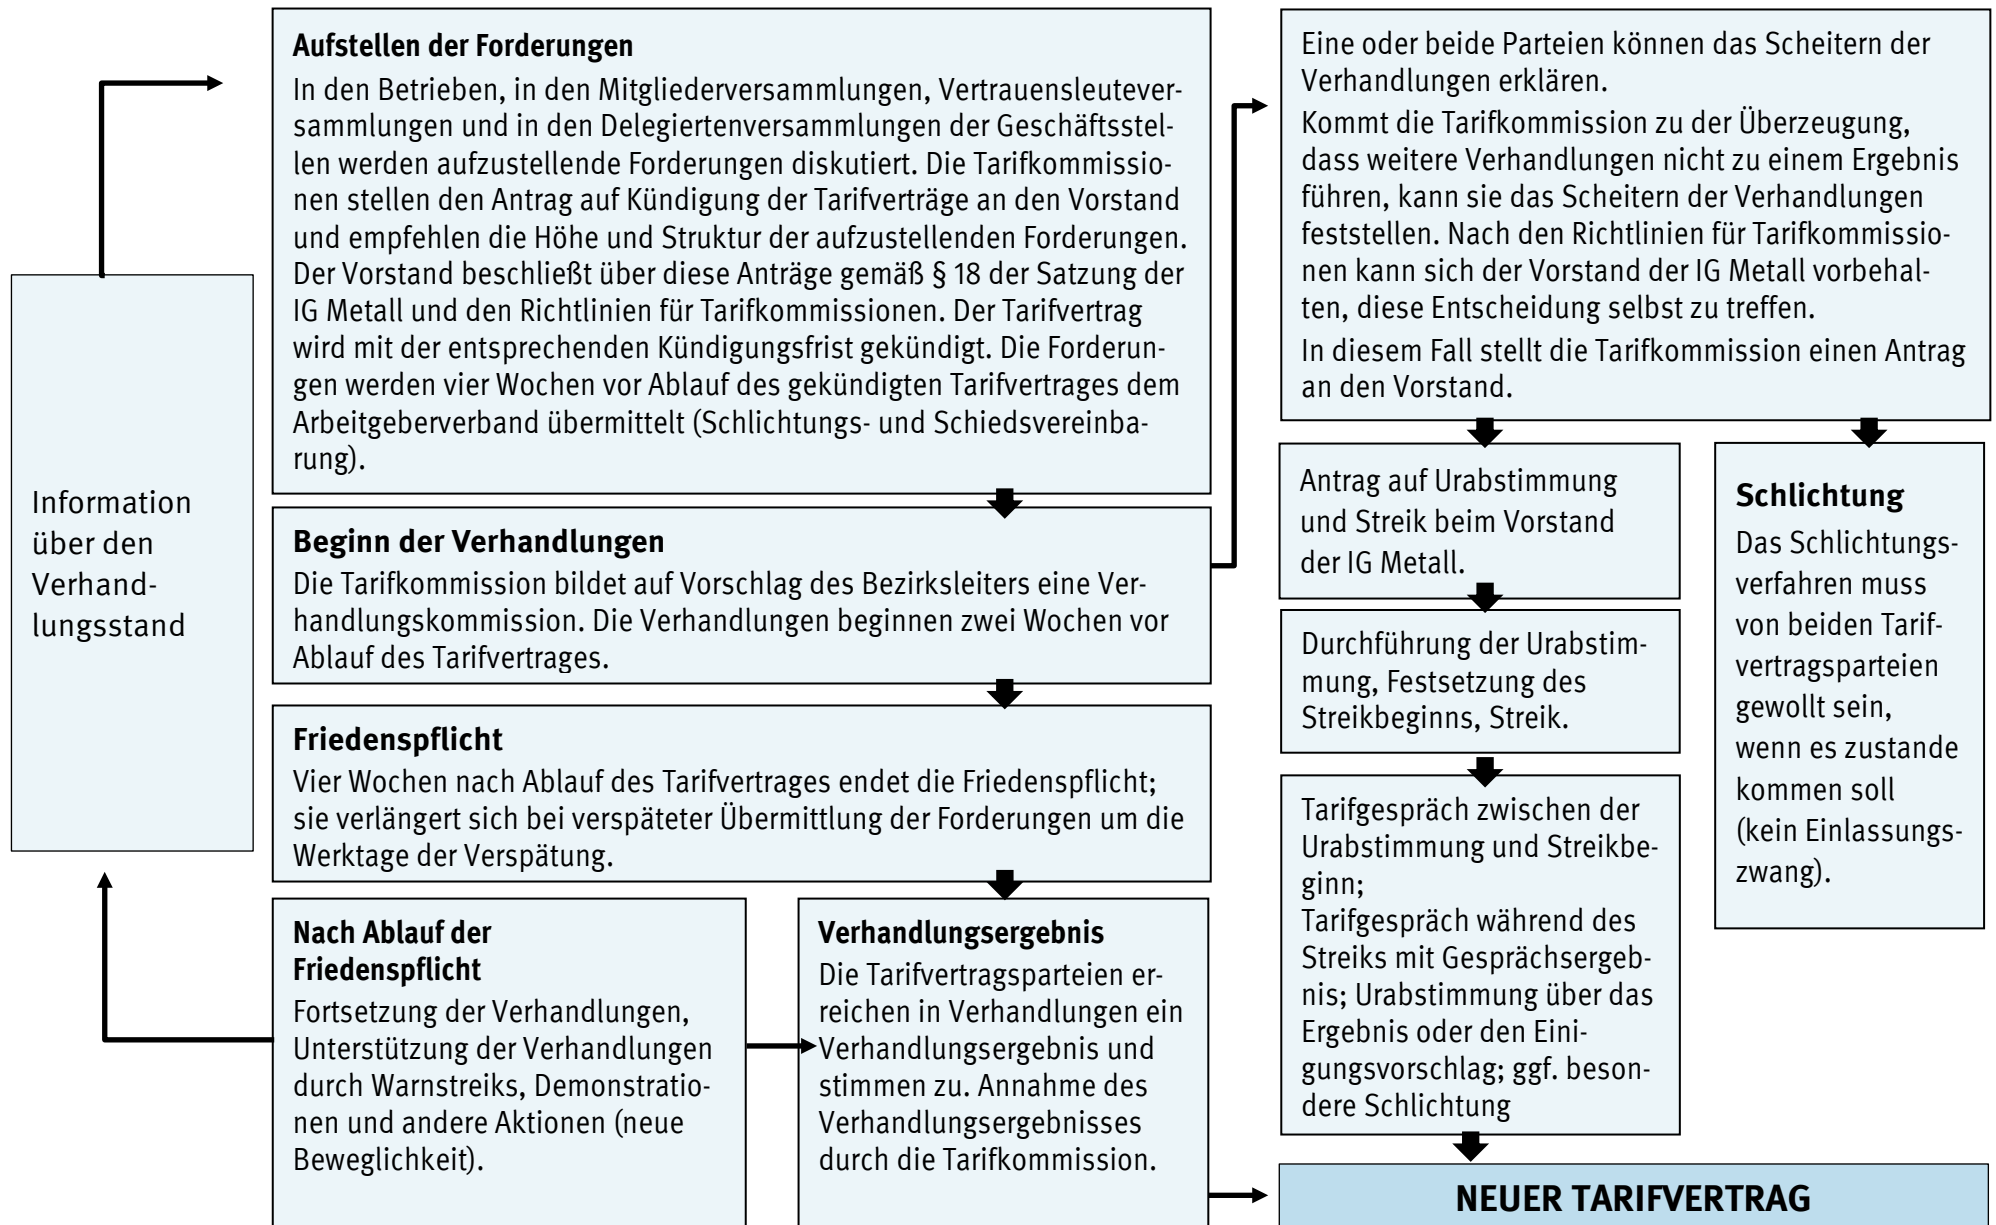 Information
über den
Verhand-
lungsstand
Aufstellen der Forderungen
In den Betrieben, in den Mitgliederversammlungen, Vertrauensleutever-
sammlungen und in den Delegiertenversammlungen der Geschäftsstel-
len werden aufzustellende Forderungen diskutiert. Die Tarifkommissio-
nen stellen den Antrag auf Kündigung der Tarifverträge an den Vorstand
und empfehlen die Höhe und Struktur der aufzustellenden Forderungen.
Der Vorstand beschließt über diese Anträge gemäß § 18 der Satzung der
IG Metall und den Richtlinien für Tarifkommissionen. Der Tarifvertrag
wird mit der entsprechenden Kündigungsfrist gekündigt. Die Forderun-
gen werden vier Wochen vor Ablauf des gekündigten Tarifvertrages dem
Arbeitgeberverband übermittelt (Schlichtungs- und Schiedsvereinba-
rung).
Beginn der Verhandlungen
Die Tarifkommission bildet auf Vorschlag des Bezirksleiters eine Ver-
handlungskommission. Die Verhandlungen beginnen zwei Wochen vor
Ablauf des Tarifvertrages.
Friedenspflicht
Vier Wochen nach Ablauf des Tarifvertrages endet die Friedenspflicht;
sie verlängert sich bei verspäteter Übermittlung der Forderungen um die
Werktage der Verspätung.
Nach Ablauf der
Friedenspflicht
Fortsetzung der Verhandlungen,
Unterstützung der Verhandlungen
durch Warnstreiks, Demonstratio-
nen und andere Aktionen (neue
Beweglichkeit).
Verhandlungsergebnis
Die Tarifvertragsparteien er-
reichen in Verhandlungen ein
Verhandlungsergebnis und
stimmen zu. Annahme des
Verhandlungsergebnisses
durch die Tarifkommission.
Eine oder beide Parteien können das Scheitern der
Verhandlungen erklären.
Kommt die Tarifkommission zu der Überzeugung,
dass weitere Verhandlungen nicht zu einem Ergebnis
führen, kann sie das Scheitern der Verhandlungen
feststellen. Nach den Richtlinien für Tarifkommissio-
nen kann sich der Vorstand der IG Metall vorbehal-
ten, diese Entscheidung selbst zu treffen.
In diesem Fall stellt die Tarifkommission einen Antrag
an den Vorstand.
Antrag auf Urabstimmung
und Streik beim Vorstand
der IG Metall.
Durchführung der Urabstim-
mung, Festsetzung des
Streikbeginns, Streik.
Tarifgespräch zwischen der
Urabstimmung und Streikbe-
ginn;
Tarifgespräch während des
Streiks mit Gesprächsergeb-
nis; Urabstimmung über das
Ergebnis oder den Eini-
gungsvorschlag; ggf. beson-
dere Schlichtung
Schlichtung
Das Schlichtungs-
verfahren muss
von beiden Tarif-
vertragsparteien
gewollt sein,
wenn es zustande
kommen soll
(kein Einlassungs-
zwang).
NEUER TARIFVERTRAG